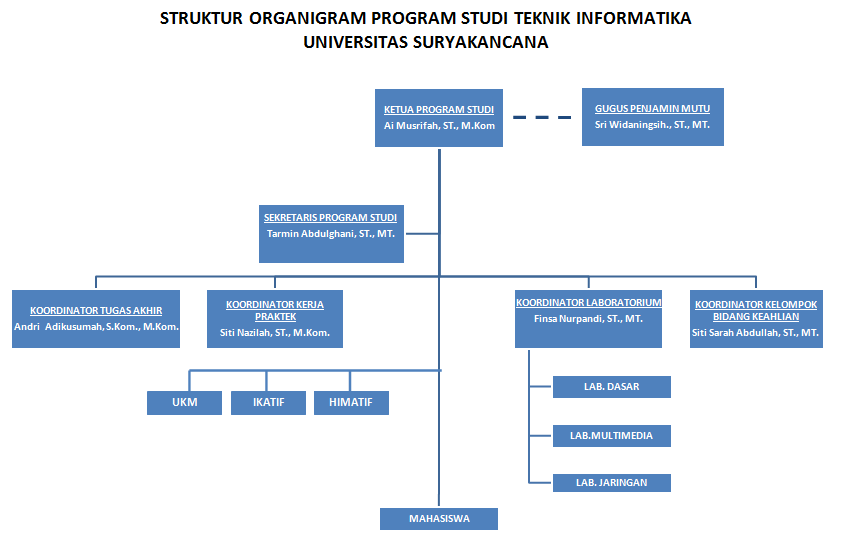 STRUKTUR ORGANIGRAM PROGRAM STUDI TEKNIK INFORMATIKA
UNIVERSITAS SURYAKANCANA
KETUA PROGRAM STUDI
Ai Musrifah, ST., M.Kom
GUGUS PENJAMIN MUTU
Sri Widaningsih., ST., MT.
SEKRETARIS PROGRAM STUDI
Tarmin Abdulghani, ST., MT.
KOORDINATOR TUGAS AKHIR
Andri Adikusumah, S.Kom., M.Kom.
KOORDINATOR KERJA
PRAKTEK
Siti Nazilah, ST., M.Kom.
KOORDINATOR LABORATORIUM
Finsa Nurpandi, ST., MT.
KOORDINATOR KELOMPOK
BIDANG KEAHLIAN
Siti Sarah Abdullah, ST., MT.
UKM
IKATIF
HIMATIF
LAB. DASAR
LAB.MULTIMEDIA
LAB. JARINGAN
MAHASISWA